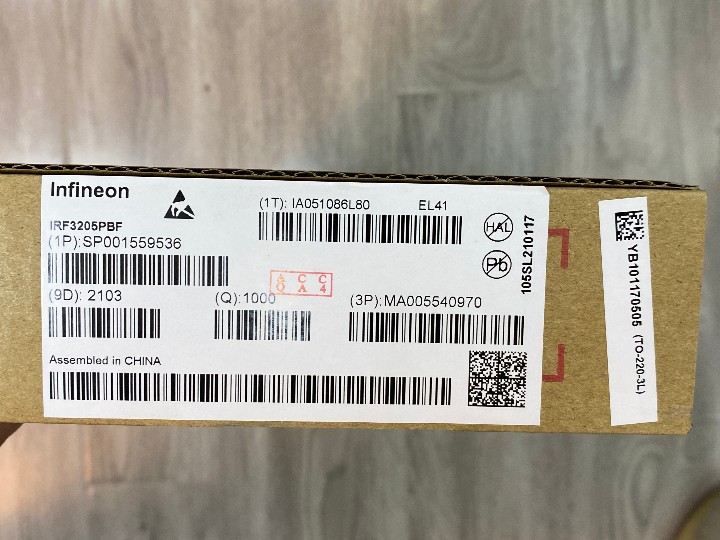 Infineon
IRF3205PBF
(1P):SP001559536
(1T): IA051086L80 EL41
HAL
Pb
105SL210117
(9D): 2103
(Q):1000
A C C
Q A 4
(3P): MA005540970
Assembled in CHINA
YB101170505 (TO-220-3L)